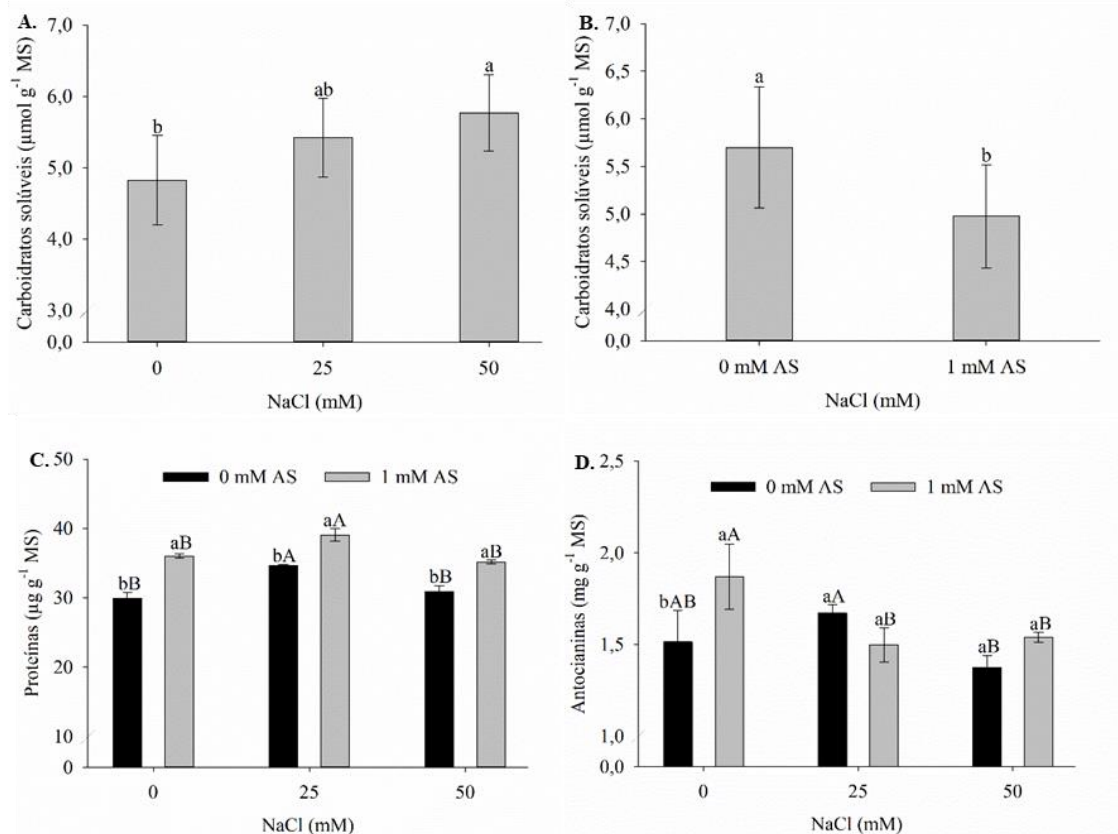 A.
Carboidratos solúveis (µmol g⁻¹ MS)
7,0
6,0
5,0
4,0
3,0
0,0
b
ab
a
0 25 50
NaCl (mM)
B.
Carboidratos solúveis (µmol g⁻¹ MS)
7,0
6,5
6,0
5,5
5,0
4,5
4,0
0,0
a
b
0 mM AS 1 mM AS
NaCl (mM)
C.
Proteínas (µg g⁻¹ MS)
50
40
30
20
10
0
0 mM AS 1 mM AS
bB aB bA aA bB aB
0 25 50
NaCl (mM)
D.
Antocianinas (mg g⁻¹ MS)
2,5
2,0
1,5
1,0
0,0
0 mM AS 1 mM AS
bAB aA aA aB aB aB
0 25 50
NaCl (mM)